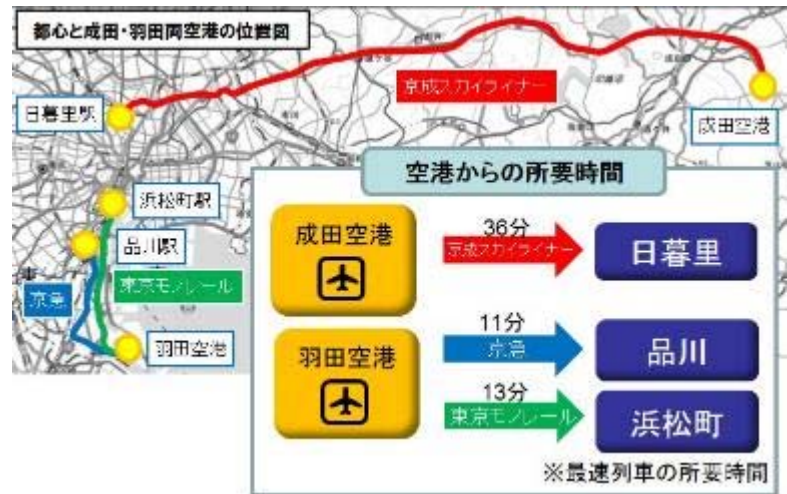 都心と成田・羽田両空港の位置図
日暮里駅
京成スカイライナー
成田空港
浜松町駅
品川駅
京急
東京モノレール
羽田空港
空港からの所要時間
成田空港
36分
京成スカイライナー
日暮里
羽田空港
11分
京急
品川
13分
東京モノレール
浜松町
※最速列車の所要時間